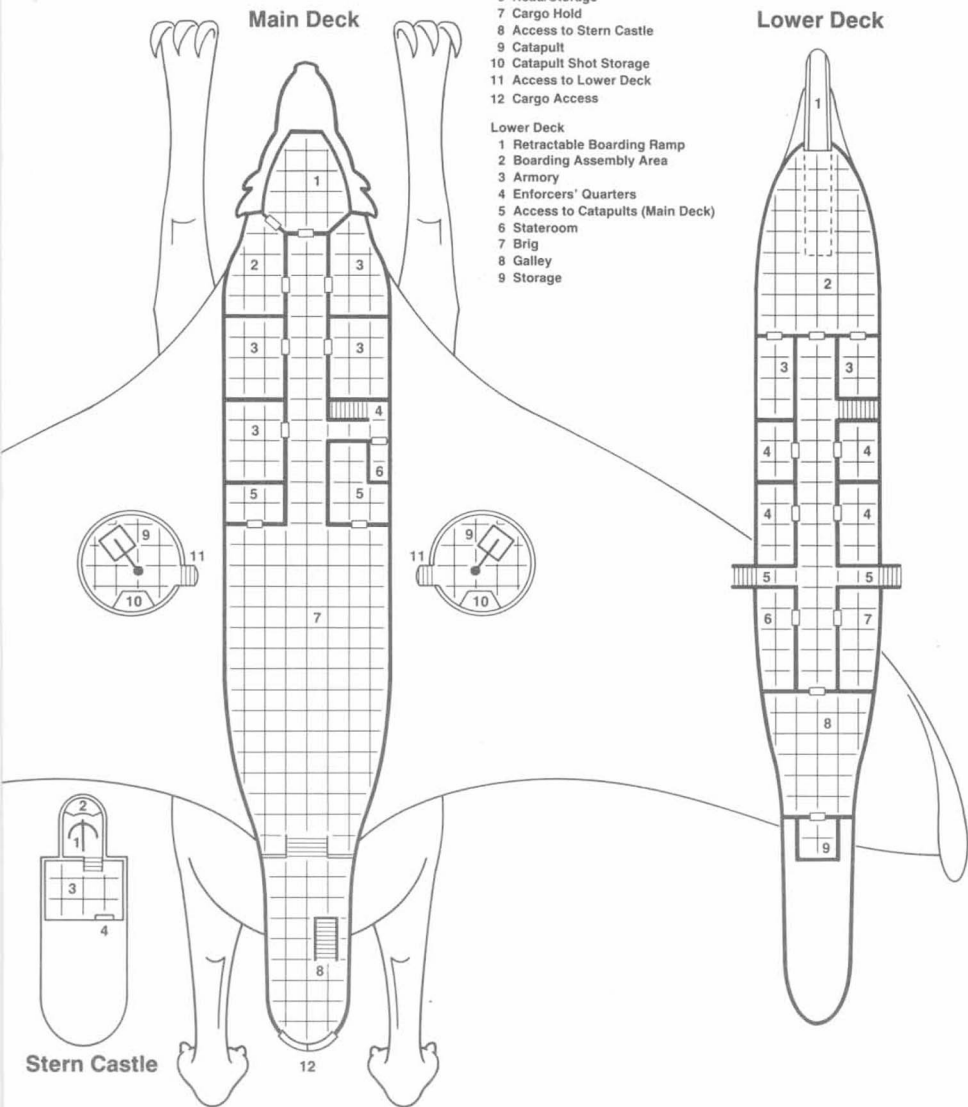 Main Deck
6 Head/Storage
7 Cargo Hold
8 Access to Stern Castle
9 Catapult
10 Catapult Shot Storage
11 Access to Lower Deck
12 Cargo Access
Lower Deck
1 Retractable Boarding Ramp
2 Boarding Assembly Area
3 Armory
4 Enforcers' Quarters
5 Access to Catapults (Main Deck)
6 Stateroom
7 Brig
8 Galley
9 Storage
Lower Deck
1
2
3
3
3
3
3
4
5
5
6
9
11
10
9
11
10
7
8
12
1
2
3
3
4
4
4
4
5
5
6
7
8
9
2
1
3
4
Stern Castle